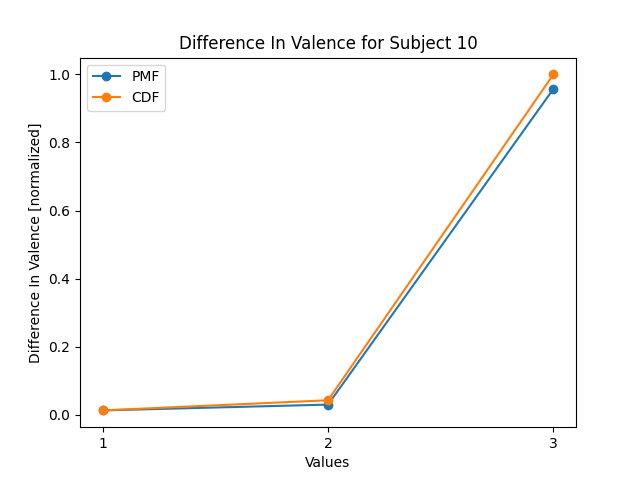 Difference In Valence for Subject 10
PMF
CDF
1.0
0.8
0.6
0.4
0.2
0.0
Difference In Valence [normalized]
1
2
3
Values